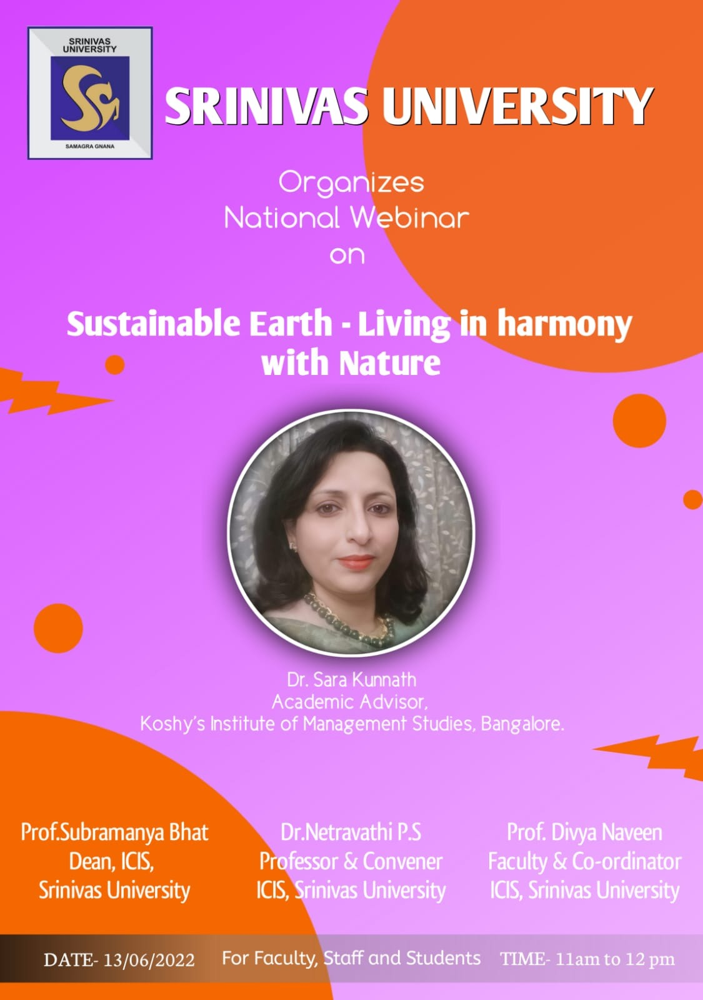 SRINIVAS
UNIVERSITY
SAMAGRA GNANA
SRINIVAS UNIVERSITY
Organizes
National Webinar
on
Sustainable Earth - Living in harmony
with Nature
Dr. Sara Kunnath
Academic Advisor,
Koshy's Institute of Management Studies, Bangalore.
Prof.Subramanya Bhat
Dean, ICIS,
Srinivas University
Dr.Netravathi P.S
Professor & Convener
ICIS, Srinivas University
Prof. Divya Naveen
Faculty & Co-ordinator
ICIS, Srinivas University
DATE- 13/06/2022
For Faculty, Staff and Students
TIME- 11am to 12 pm